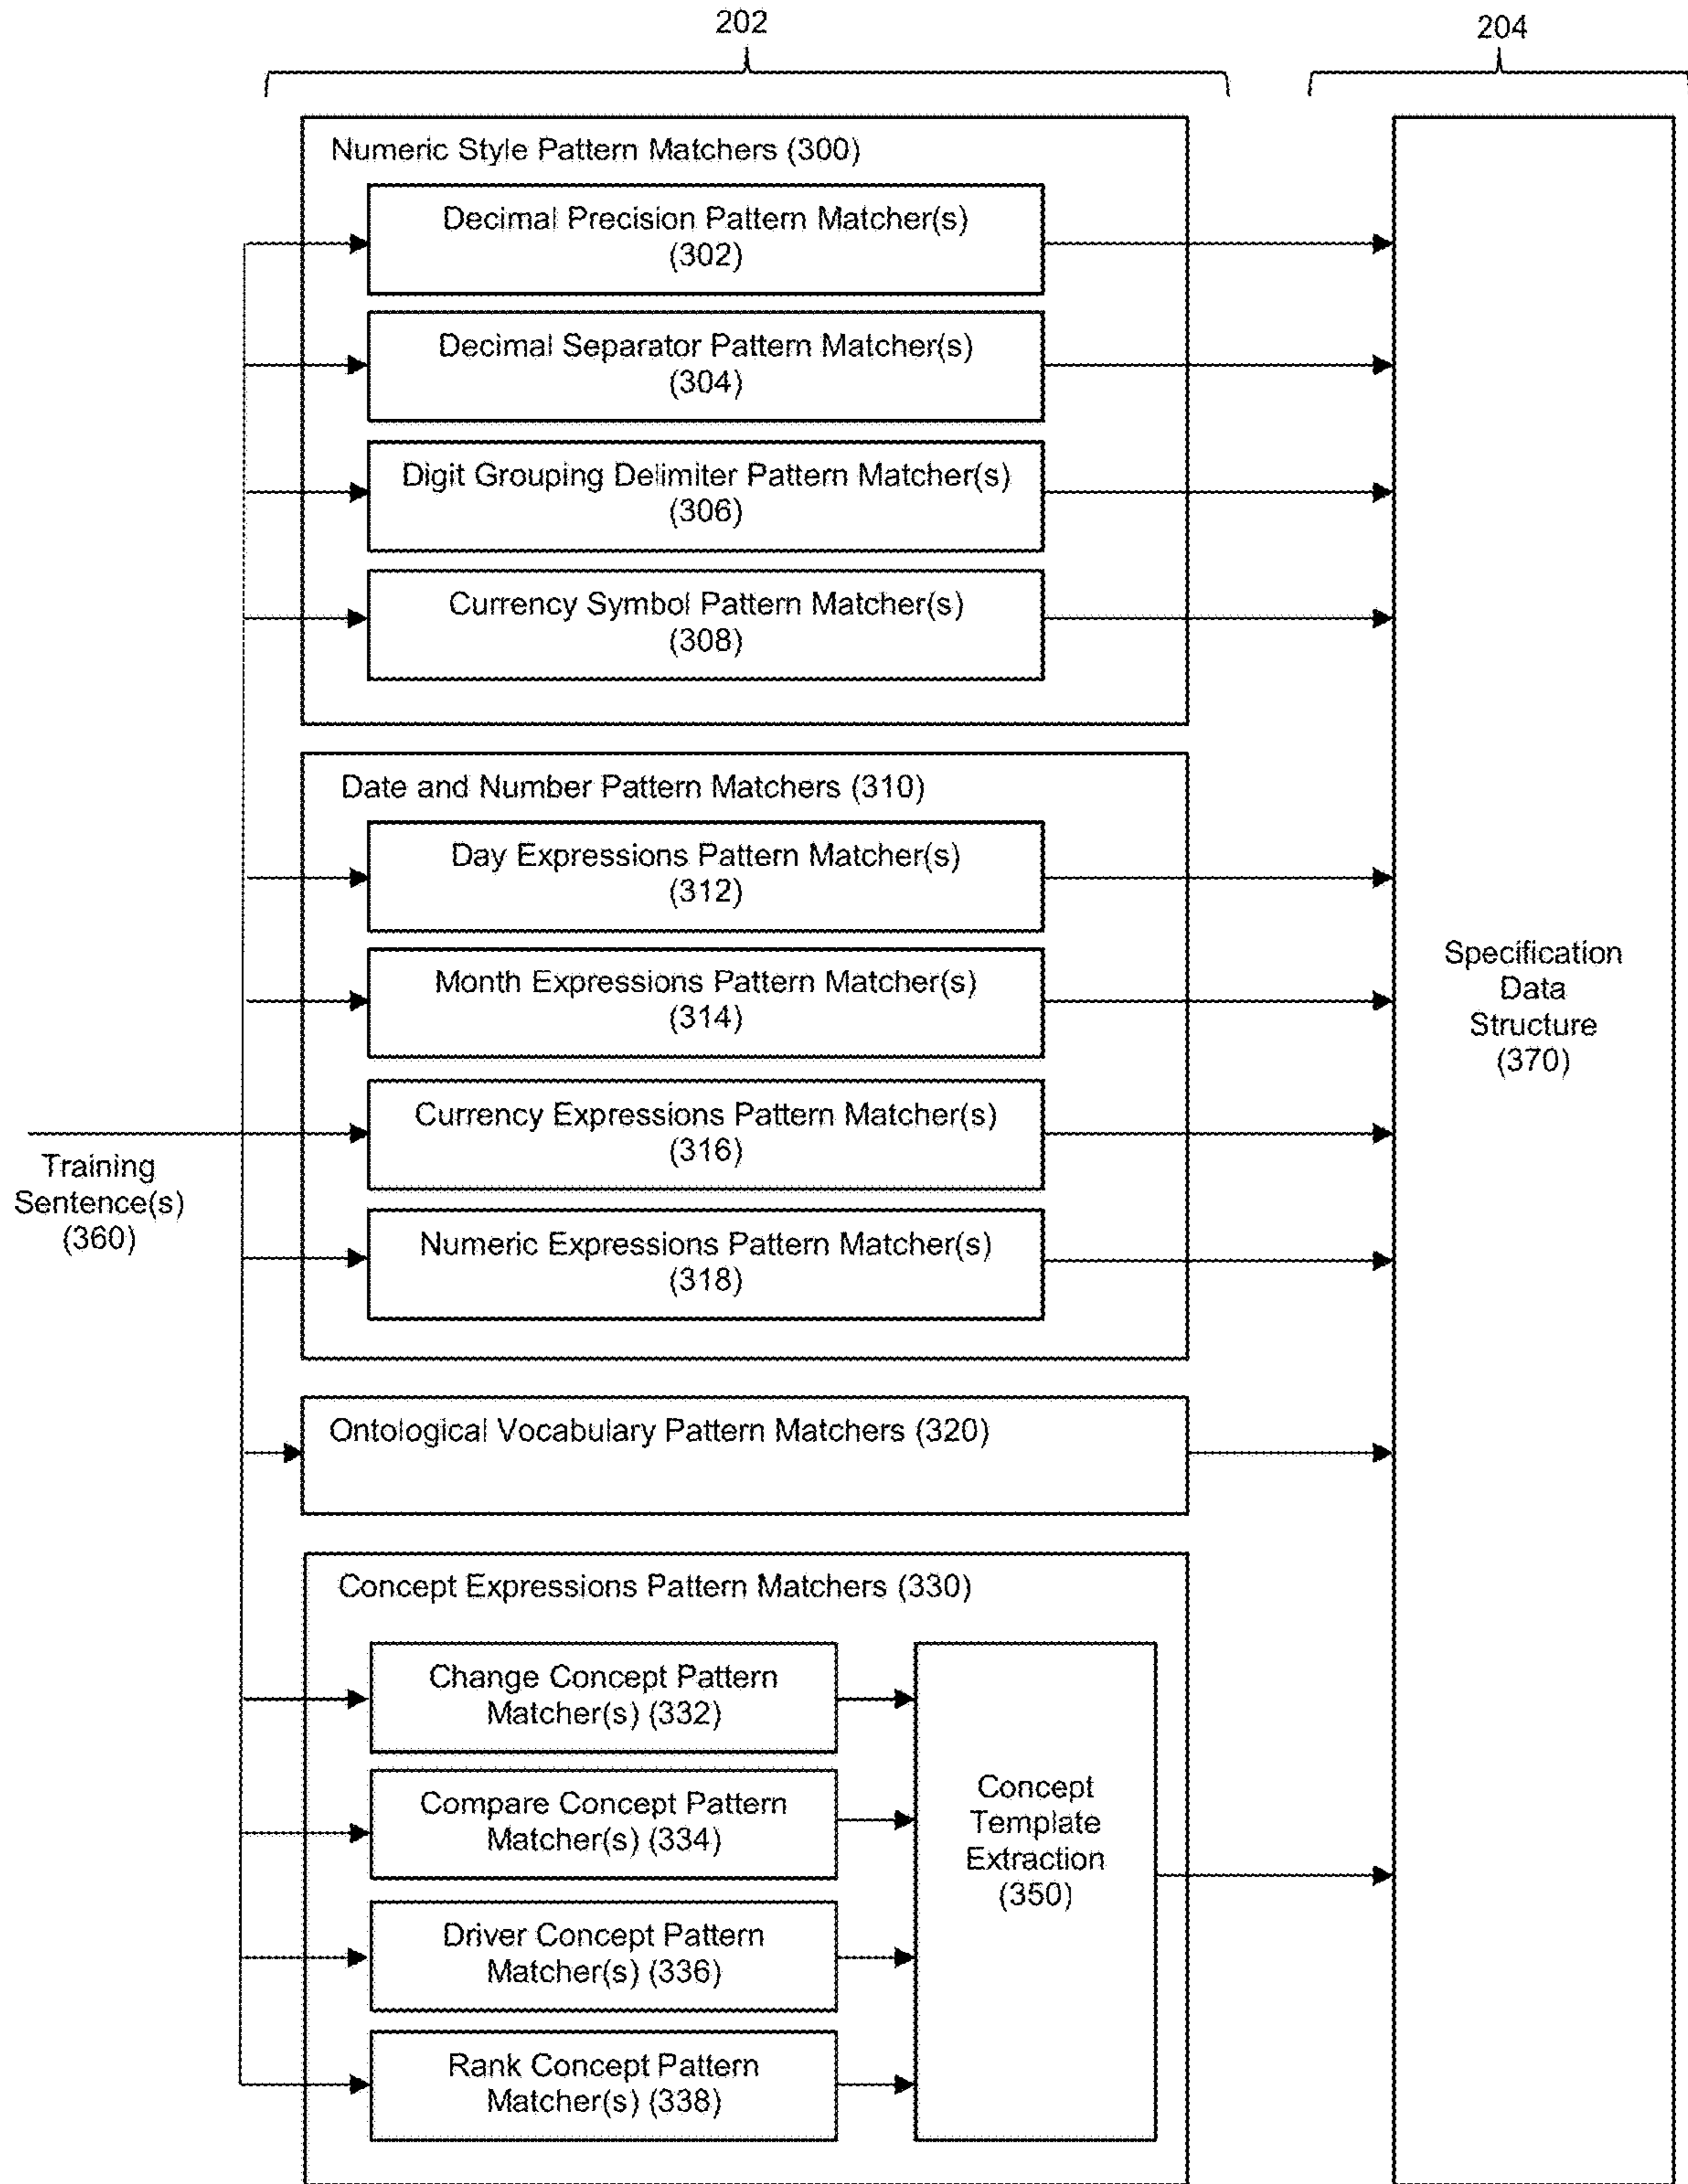 202
204
Numeric Style Pattern Matchers (300)
Decimal Precision Pattern Matcher(s)
(302)
Decimal Separator Pattern Matcher(s)
(304)
Digit Grouping Delimiter Pattern Matcher(s)
(306)
Currency Symbol Pattern Matcher(s)
(308)
Date and Number Pattern Matchers (310)
Day Expressions Pattern Matcher(s)
(312)
Month Expressions Pattern Matcher(s)
(314)
Currency Expressions Pattern Matcher(s)
(316)
Numeric Expressions Pattern Matcher(s)
(318)
Training
Sentence(s)
(360)
Ontological Vocabulary Pattern Matchers (320)
Concept Expressions Pattern Matchers (330)
Change Concept Pattern
Matcher(s) (332)
Compare Concept Pattern
Matcher(s) (334)
Driver Concept Pattern
Matcher(s) (336)
Rank Concept Pattern
Matcher(s) (338)
Concept
Template
Extraction
(350)
Specification
Data
Structure
(370)